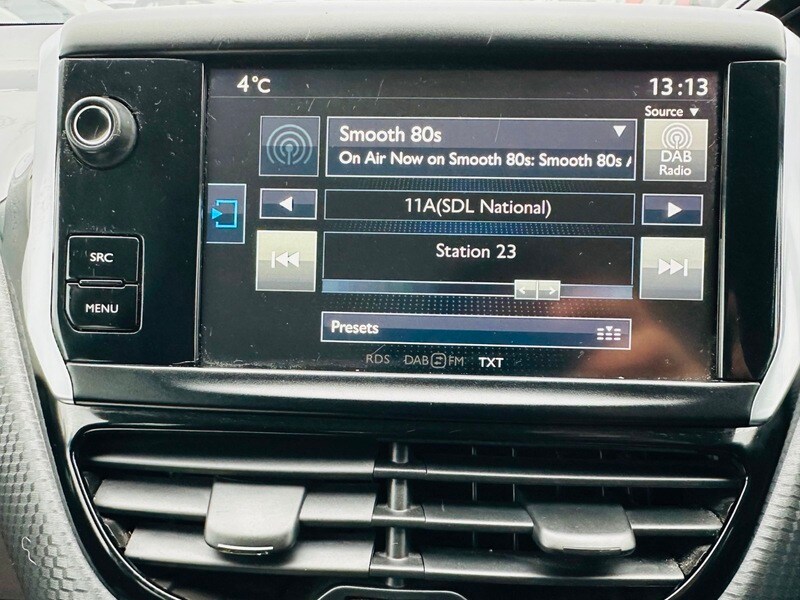 4°C
13:13
Source ▼
Smooth 80s
On Air Now on Smooth 80s: Smooth 80s
DAB
Radio
11A(SDL National)
SRC
Station 23
MENU
Presets
RDS DAB FM TXT